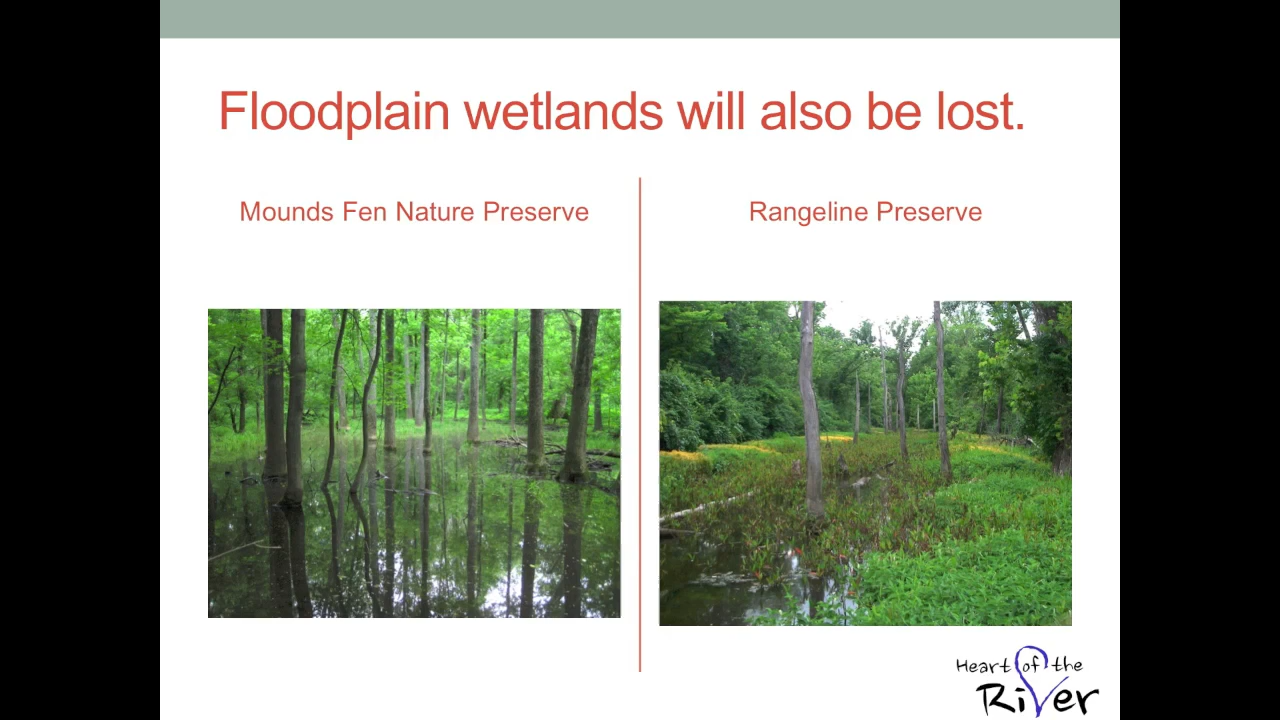 Floodplain wetlands will also be lost.
Mounds Fen Nature Preserve
Rangeline Preserve
Heart of the
River